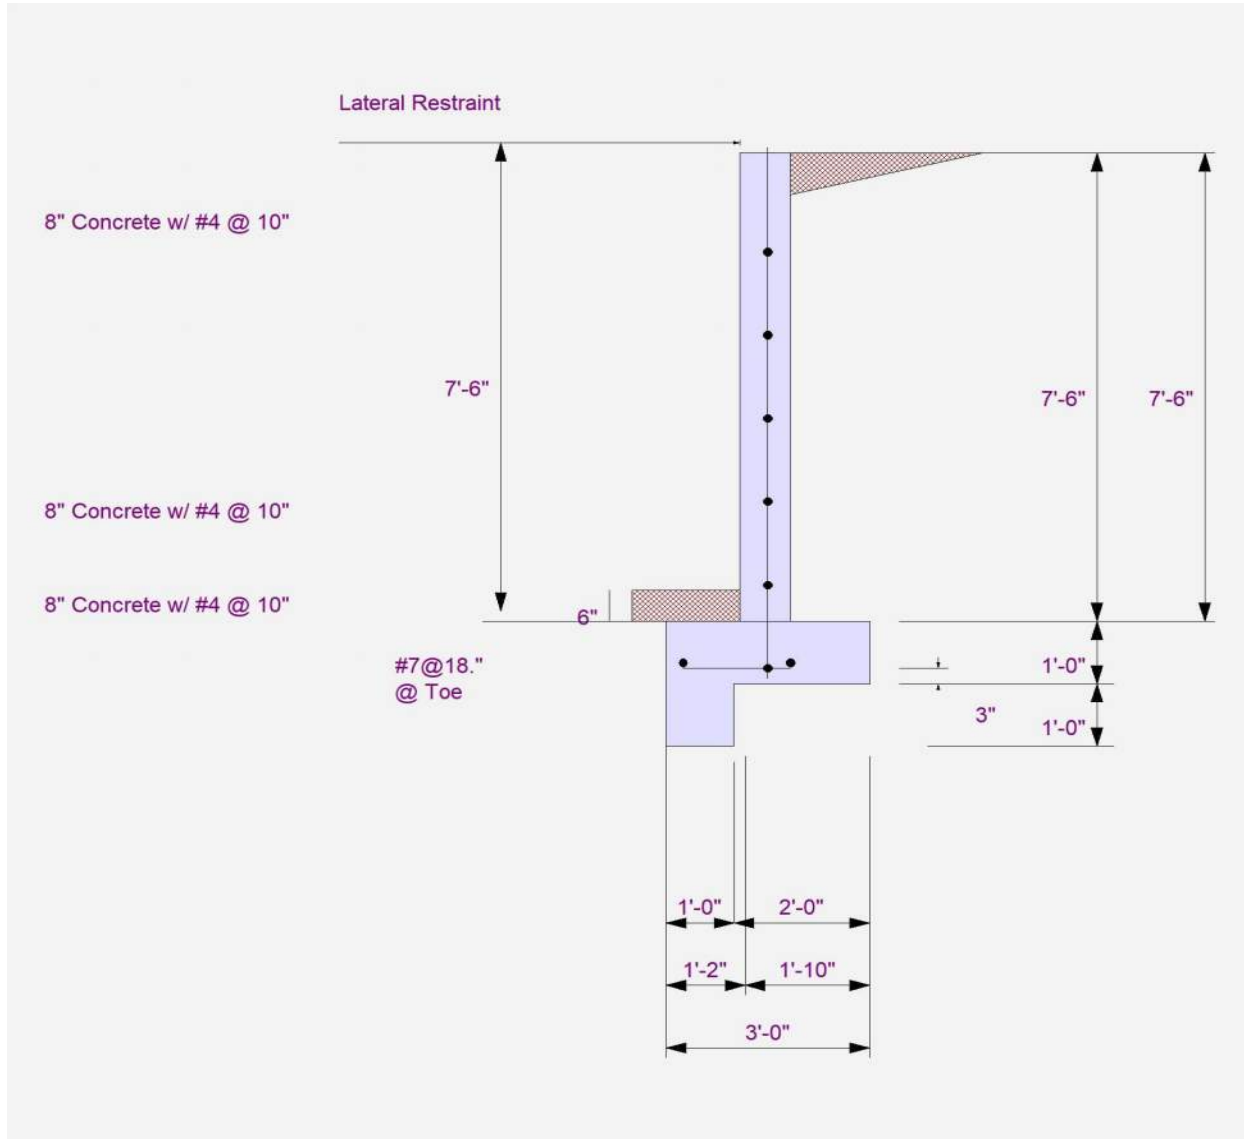 Lateral Restraint
8" Concrete w/ #4 @ 10"
7'-6"
7'-6"
7'-6"
8" Concrete w/ #4 @ 10"
8" Concrete w/ #4 @ 10"
6"
#7@18."
@ Toe
1'-0"
3"
1'-0"
1'-0"
2'-0"
1'-2"
1'-10"
3'-0"